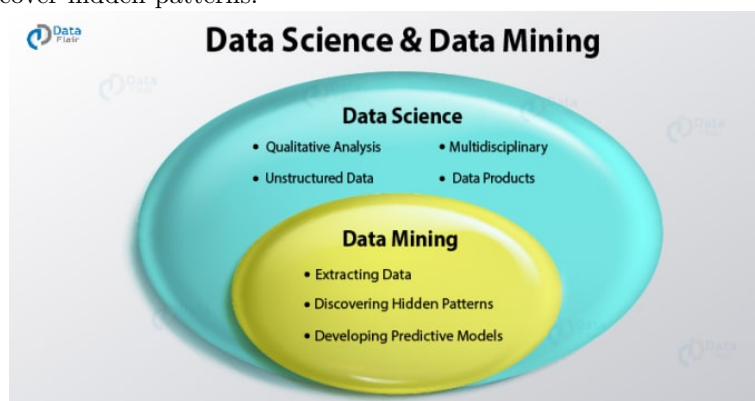 cover hidden patterns.
Data
Flair
Data Science & Data Mining
Data Science
• Qualitative Analysis • Multidisciplinary
• Unstructured Data • Data Products
Data Mining
• Extracting Data
• Discovering Hidden Patterns
• Developing Predictive Models